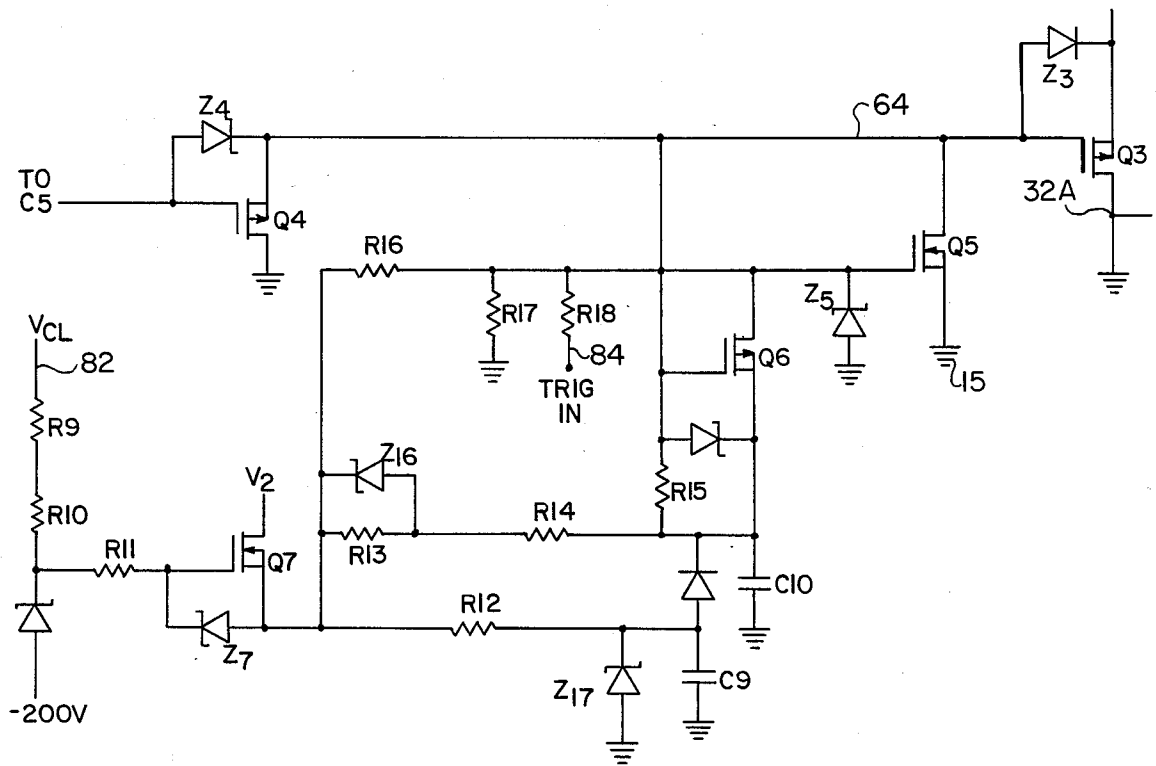 Z4
64
Z3
Q3
TO
C5
32A
Q4
R16
Q5
Z5
R17
R18
VCL
82
84
Q6
15
TRIG
IN
R9
V2
Z16
R10
R15
R14
R11
R13
Q7
C10
R12
Z7
Z17
C9
-200V